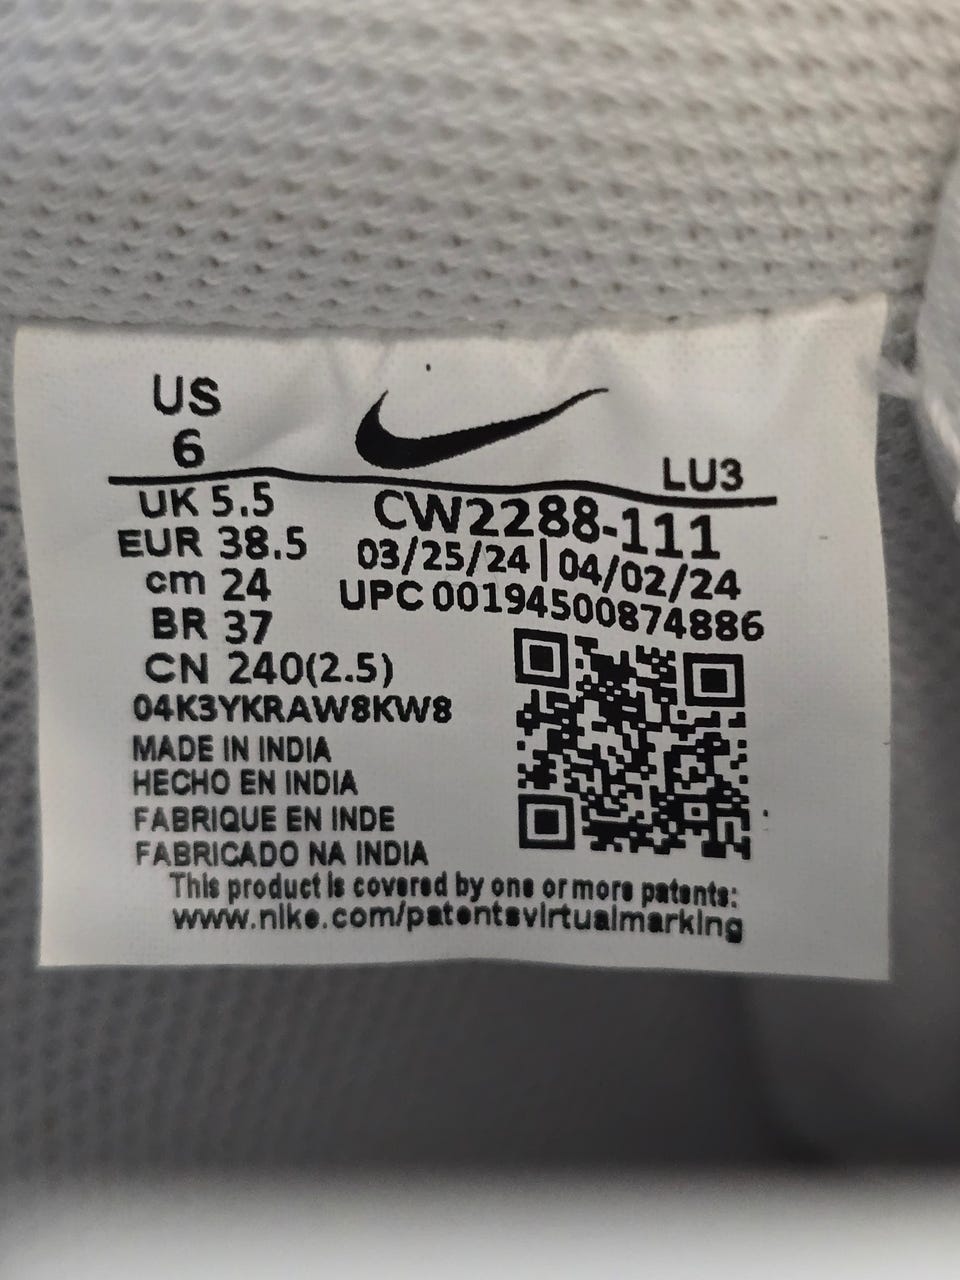 US
6
LU3
UK 5.5
EUR 38.5
cm 24
BR 37
CN 240(2.5)
CW2288-111
03/25/24 | 04/02/24
UPC 00194500874886
04K3YKRAW8KW8
MADE IN INDIA
HECHO EN INDIA
FABRIQUE EN INDE
FABRICADO NA INDIA
This product is covered by one or more patents:
www.nike.com/patentsvirtualmarking